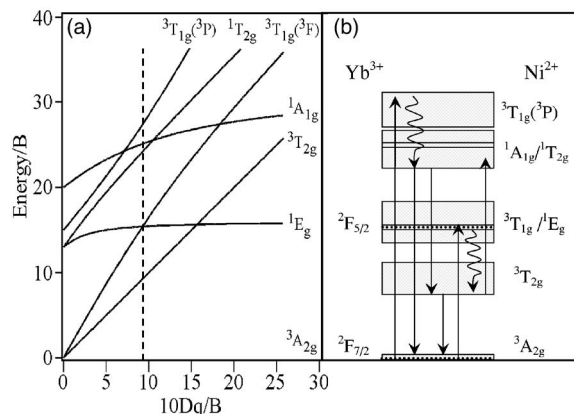 (a)
³T₁g(³P) ¹T₂g ³T₁g(³F)
¹A₁g
³T₂g
¹Eg
³A₂g
Energy/B
40
30
20
10
0
0 5 10 15 20 25 30
10Dq/B
(b)
Yb³⁺ Ni²⁺
³T₁g(³P)
¹A₁g/¹T₂g
²F₅/₂ ³T₁g/¹Eg
³T₂g
²F₇/₂ ³A₂g